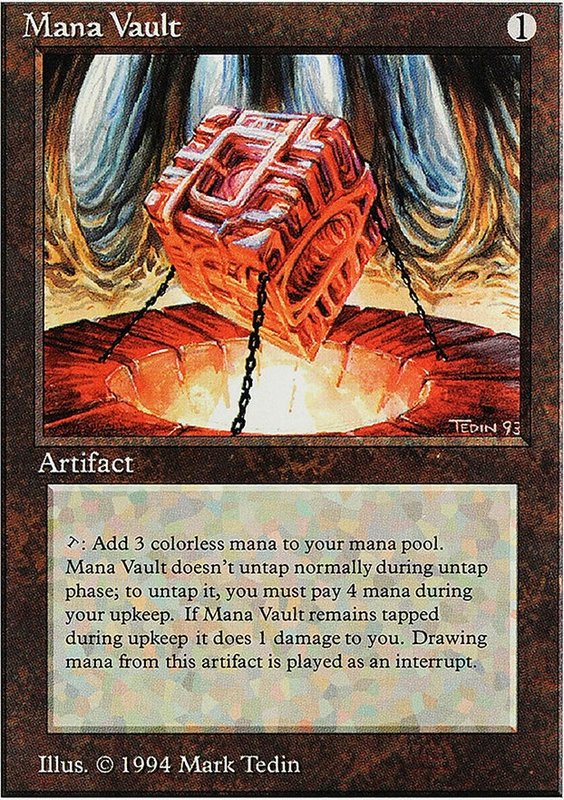 Mana Vault 1
TEDIN 93
Artifact
T: Add 3 colorless mana to your mana pool.
Mana Vault doesn't untap normally during untap
phase; to untap it, you must pay 4 mana during
your upkeep. If Mana Vault remains tapped
during upkeep it does 1 damage to you. Drawing
mana from this artifact is played as an interrupt.
Illus. © 1994 Mark Tedin